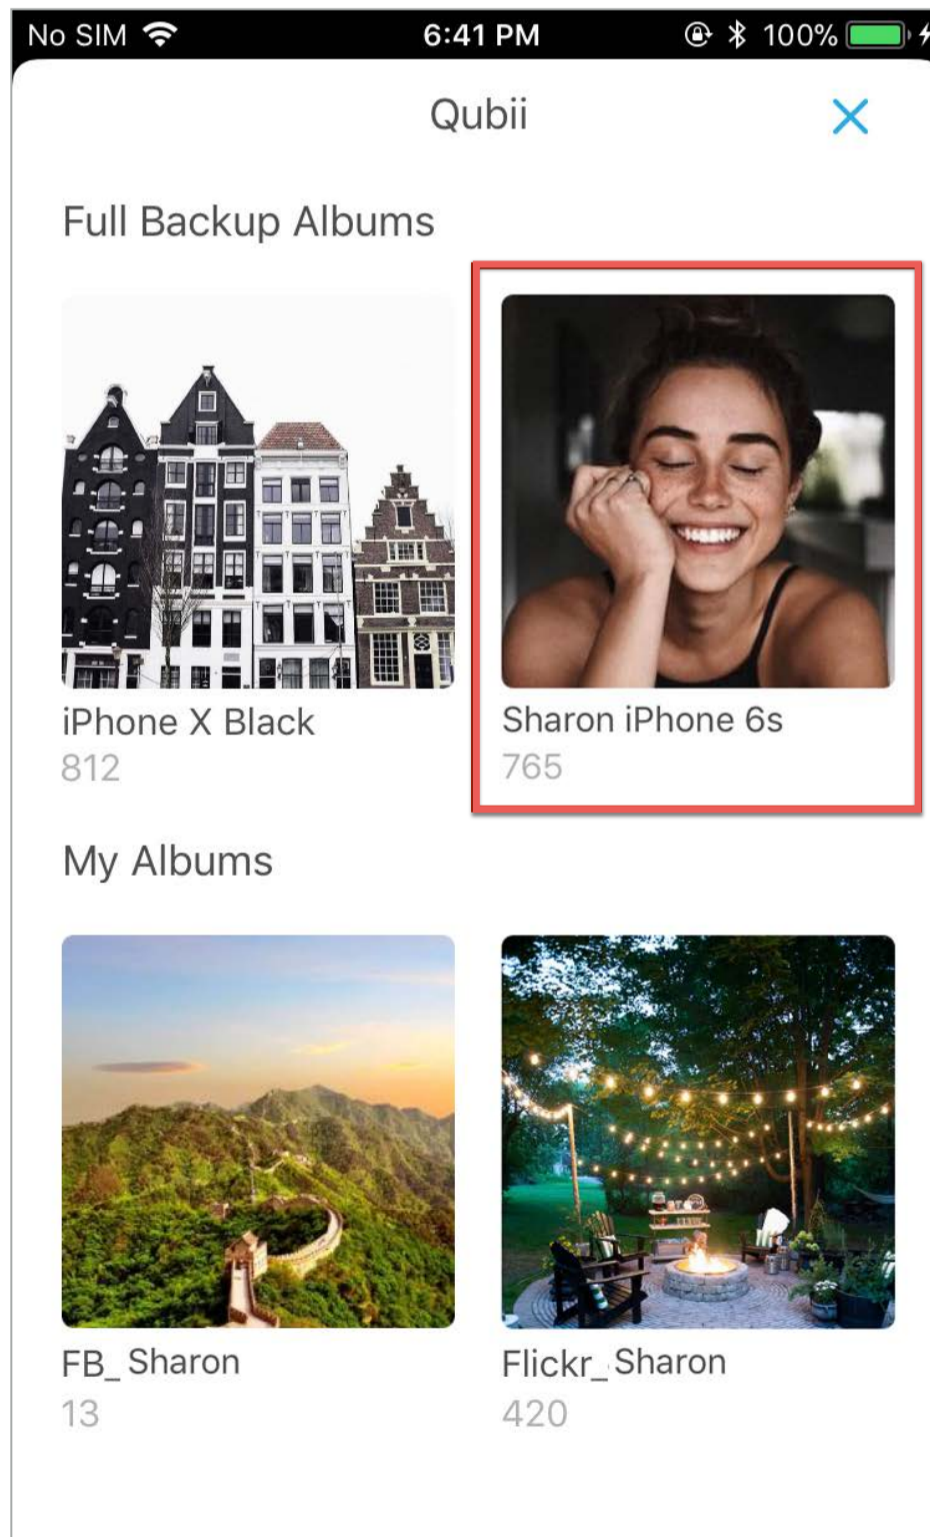 No SIM 6:41 PM 100%
Qubii
Full Backup Albums
iPhone X Black
812
Sharon iPhone 6s
765
My Albums
FB_ Sharon
13
Flickr_ Sharon
420